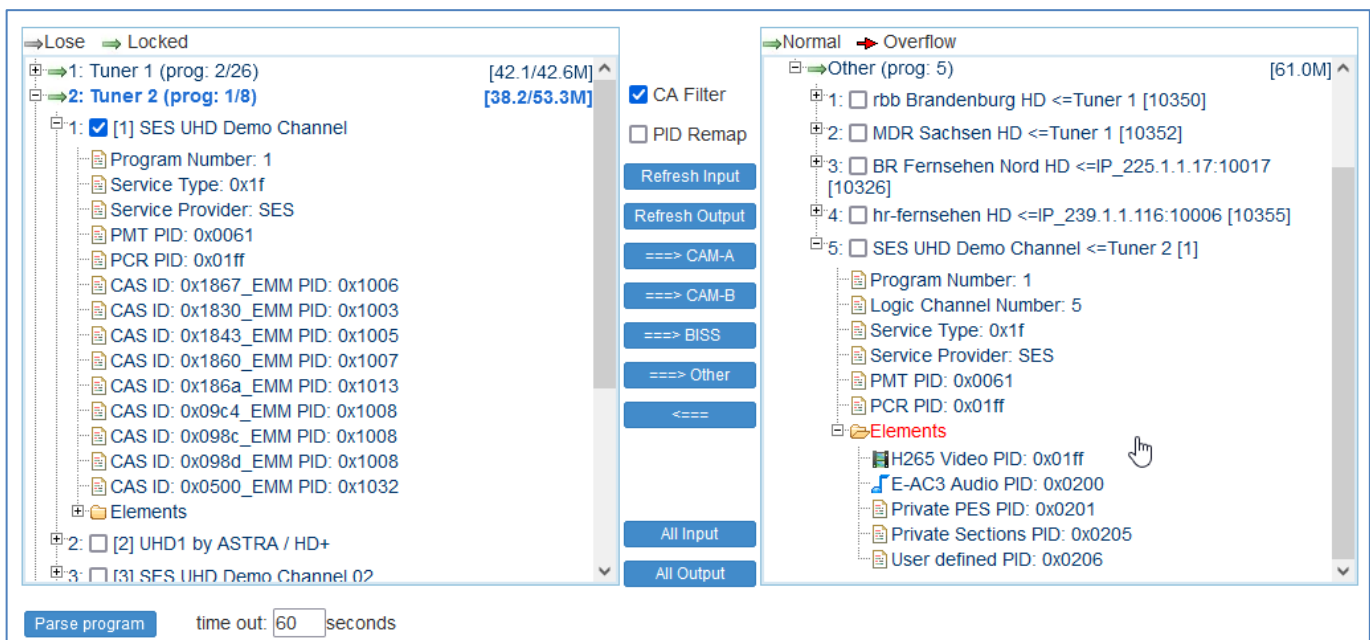 Lose Locked
1: Tuner 1 (prog: 2/26) [42.1/42.6M]
2: Tuner 2 (prog: 1/8) [38.2/53.3M]
1: [1] SES UHD Demo Channel
Program Number: 1
Service Type: 0x1f
Service Provider: SES
PMT PID: 0x0061
PCR PID: 0x01ff
CAS ID: 0x1867_EMM PID: 0x1006
CAS ID: 0x1830_EMM PID: 0x1003
CAS ID: 0x1843_EMM PID: 0x1005
CAS ID: 0x1860_EMM PID: 0x1007
CAS ID: 0x186a_EMM PID: 0x1013
CAS ID: 0x09c4_EMM PID: 0x1008
CAS ID: 0x098c_EMM PID: 0x1008
CAS ID: 0x098d_EMM PID: 0x1008
CAS ID: 0x0500_EMM PID: 0x1032
Elements
2: [2] UHD1 by ASTRA / HD+
3: [3] SES UHD Demo Channel 02
CA Filter
PID Remap
Refresh Input
Refresh Output
===> CAM-A
===> CAM-B
===> BISS
===> Other
<===
All Input
All Output
Normal Overflow
Other (prog: 5) [61.0M]
1: rbb Brandenburg HD <=Tuner 1 [10350]
2: MDR Sachsen HD <=Tuner 1 [10352]
3: BR Fernsehen Nord HD <=IP_225.1.1.17:10017
[10326]
4: hr-fernsehen HD <=IP_239.1.1.116:10006 [10355]
5: SES UHD Demo Channel <=Tuner 2 [1]
Program Number: 1
Logic Channel Number: 5
Service Type: 0x1f
Service Provider: SES
PMT PID: 0x0061
PCR PID: 0x01ff
Elements
H265 Video PID: 0x01ff
E-AC3 Audio PID: 0x0200
Private PES PID: 0x0201
Private Sections PID: 0x0205
User defined PID: 0x0206
Parse program time out: 60 seconds